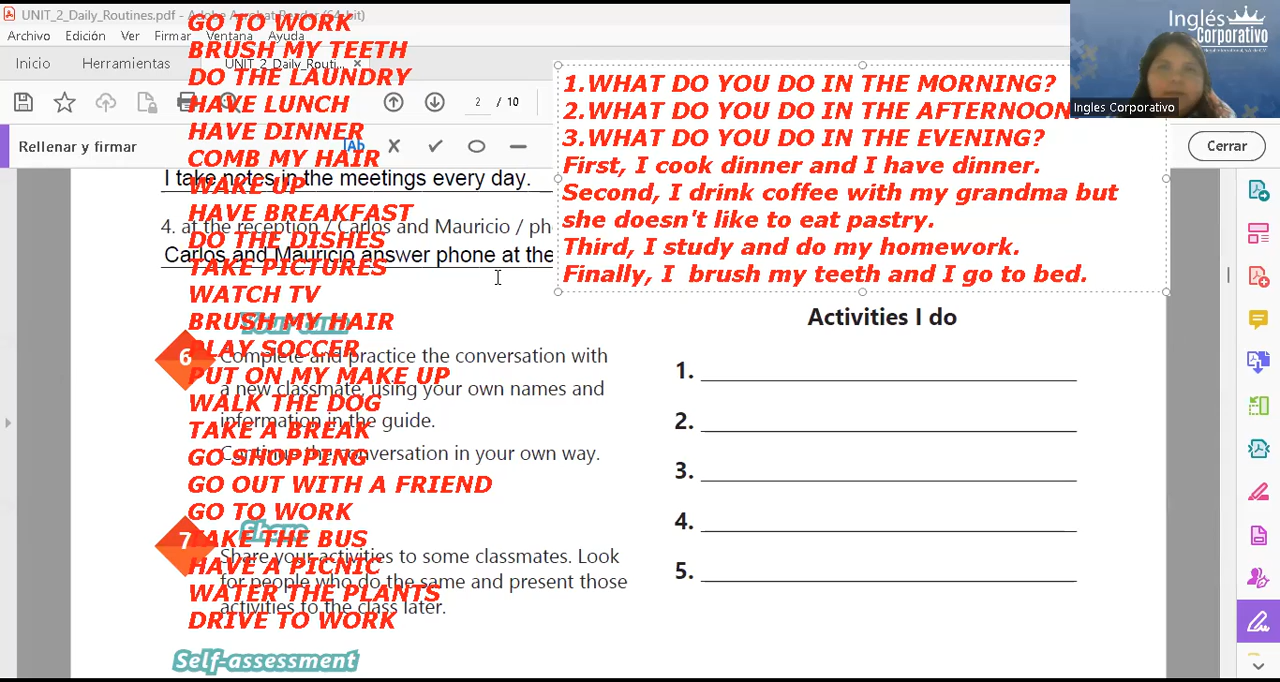 UNIT_2_Daily_Routines.pdf - Adobe Acrobat Reader (64-bit)
Archivo Edición Ver Firmar Ventana Ayuda
Inicio Herramientas UNIT_2_Daily_Routi... ×
2 / 10
Rellenar y firmar
Cerrar
Inglés
Corporativo
Ingles Corporativo
GO TO WORK
BRUSH MY TEETH
DO THE LAUNDRY
HAVE LUNCH
HAVE DINNER
COMB MY HAIR
WAKE UP
HAVE BREAKFAST
DO THE DISHES
TAKE PICTURES
WATCH TV
BRUSH MY HAIR
PLAY SOCCER
PUT ON MY MAKE UP
WALK THE DOG
TAKE A BREAK
GO SHOPPING
GO OUT WITH A FRIEND
GO TO WORK
TAKE THE BUS
HAVE A PICNIC
WATER THE PLANTS
DRIVE TO WORK
1.WHAT DO YOU DO IN THE MORNING?
2.WHAT DO YOU DO IN THE AFTERNOON
3.WHAT DO YOU DO IN THE EVENING?
First, I cook dinner and I have dinner.
Second, I drink coffee with my grandma but
she doesn't like to eat pastry.
Third, I study and do my homework.
Finally, I brush my teeth and I go to bed.
I take notes in the meetings every day.
4. at the reception / Carlos and Mauricio / ph
Carlos and Mauricio answer phone at the
Your turn
6 Complete and practice the conversation with
a new classmate, using your own names and
information in the guide.
Continue the conversation in your own way.
Share
7 Share your activities to some classmates. Look
for people who do the same and present those
activities to the class later.
Self-assessment
Activities I do
1.
2.
3.
4.
5.